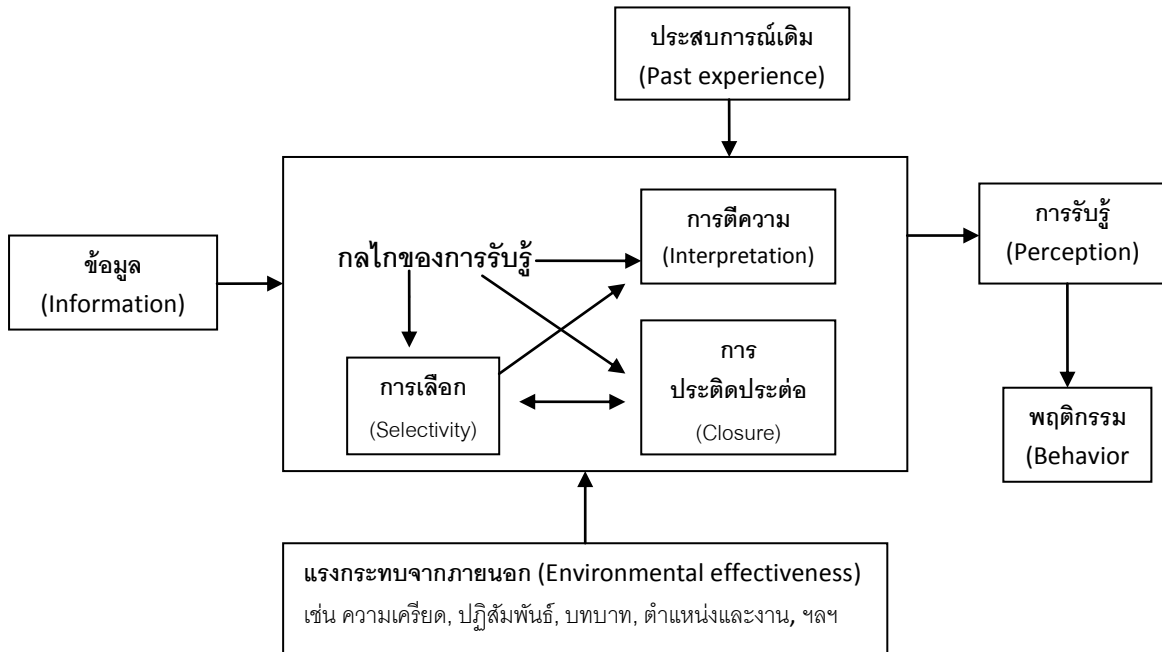 ประสบการณ์เดิม
(Past experience)
การตีความ
(Interpretation)
การรับรู้
(Perception)
กลไกของการรับรู้
ข้อมูล
(Information)
การ
ประติดประต่อ
(Closure)
การเลือก
(Selectivity)
พฤติกรรม
(Behavior
แรงกระทบจากภายนอก (Environmental effectiveness)
เช่น ความเครียด, ปฏิสัมพันธ์, บทบาท, ตำแหน่งและงาน, ฯลฯ